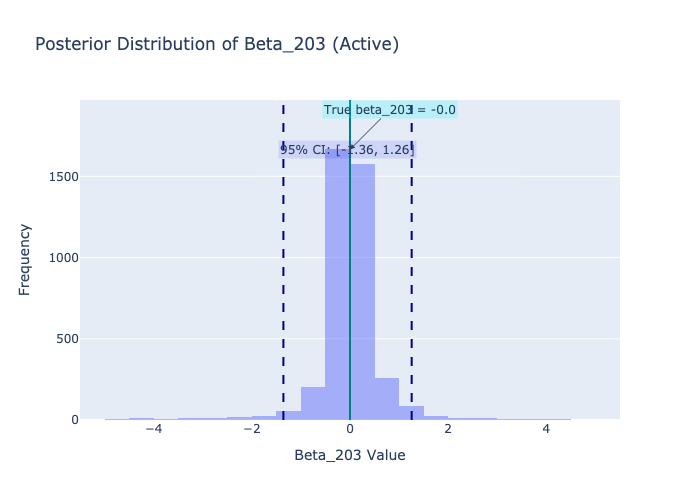 Posterior Distribution of Beta_203 (Active)
True beta_203 = -0.0
95% CI: [-1.36, 1.26]
1500
1000
500
0
−4
−2
0
2
4
Frequency
Beta_203 Value